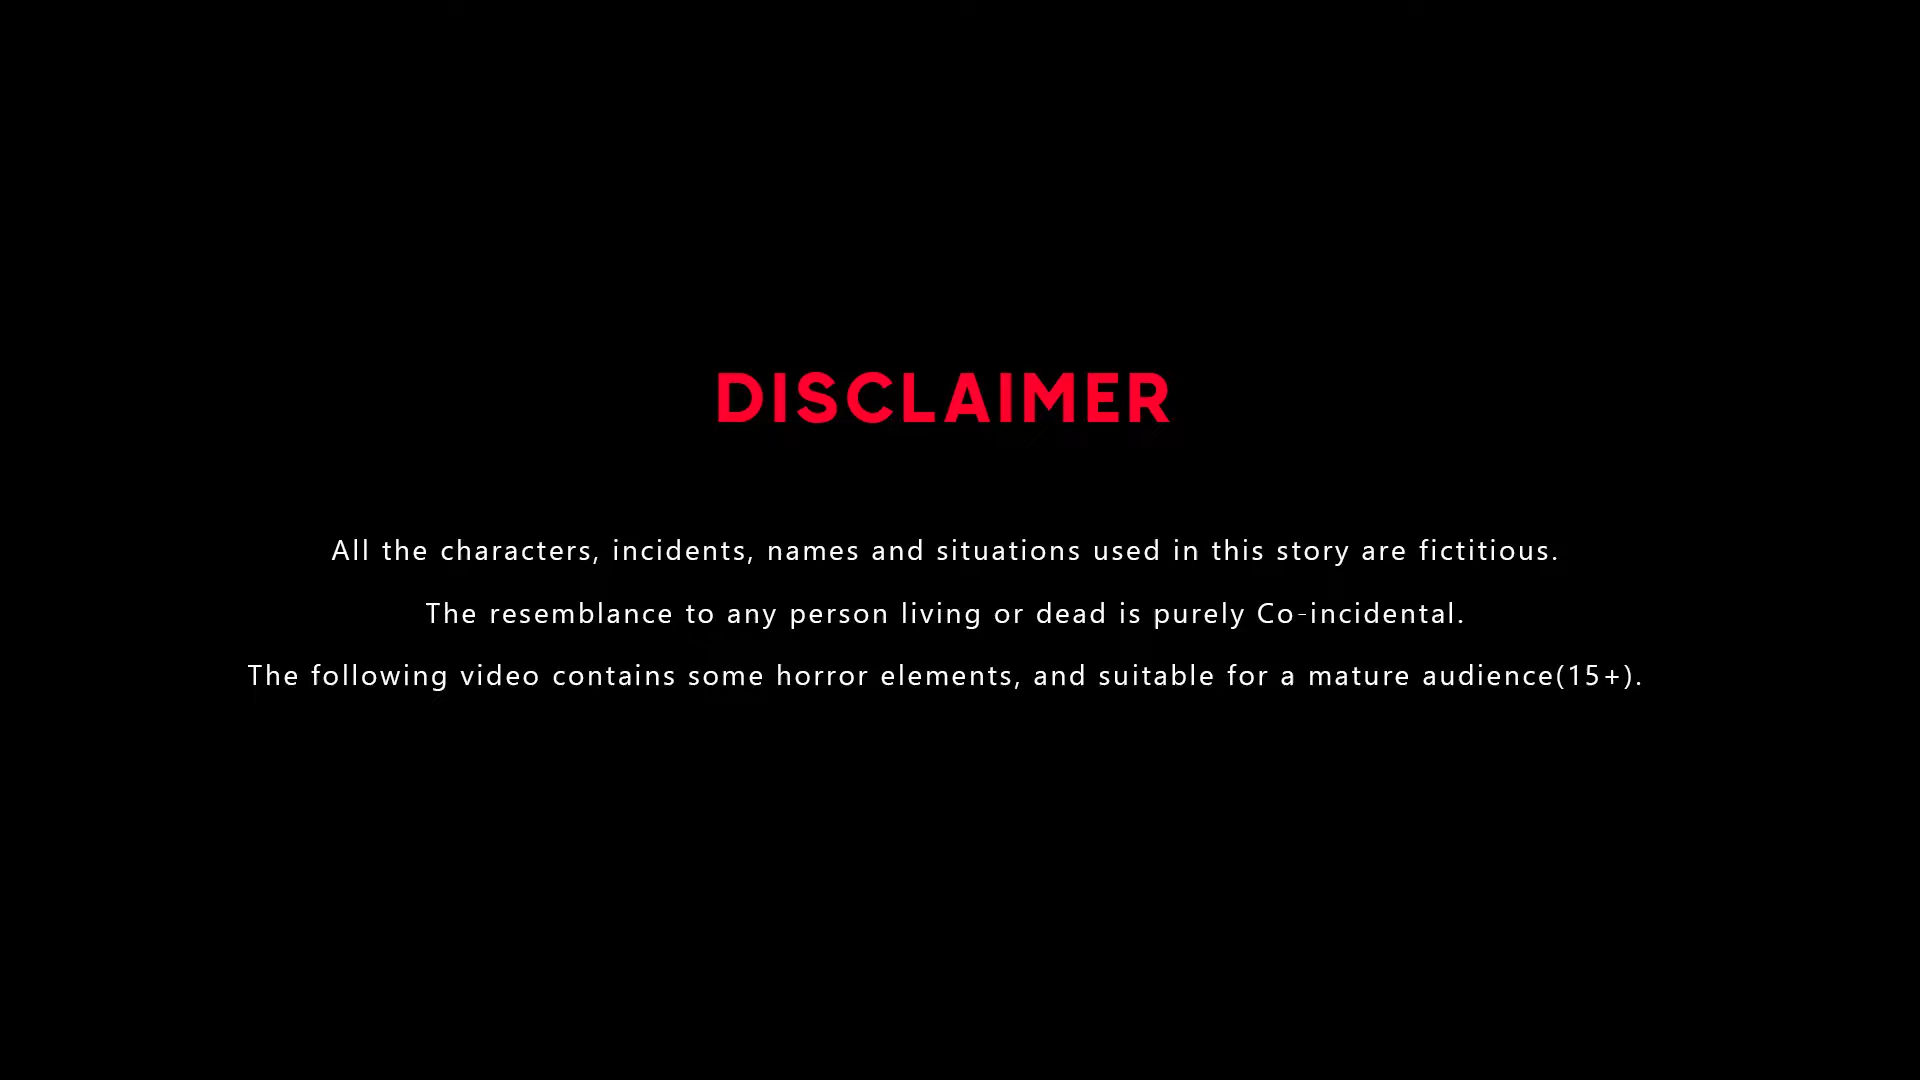 DISCLAIMER
All the characters, incidents, names and situations used in this story are fictitious.
The resemblance to any person living or dead is purely Co-incidental.
The following video contains some horror elements, and suitable for a mature audience(15+).